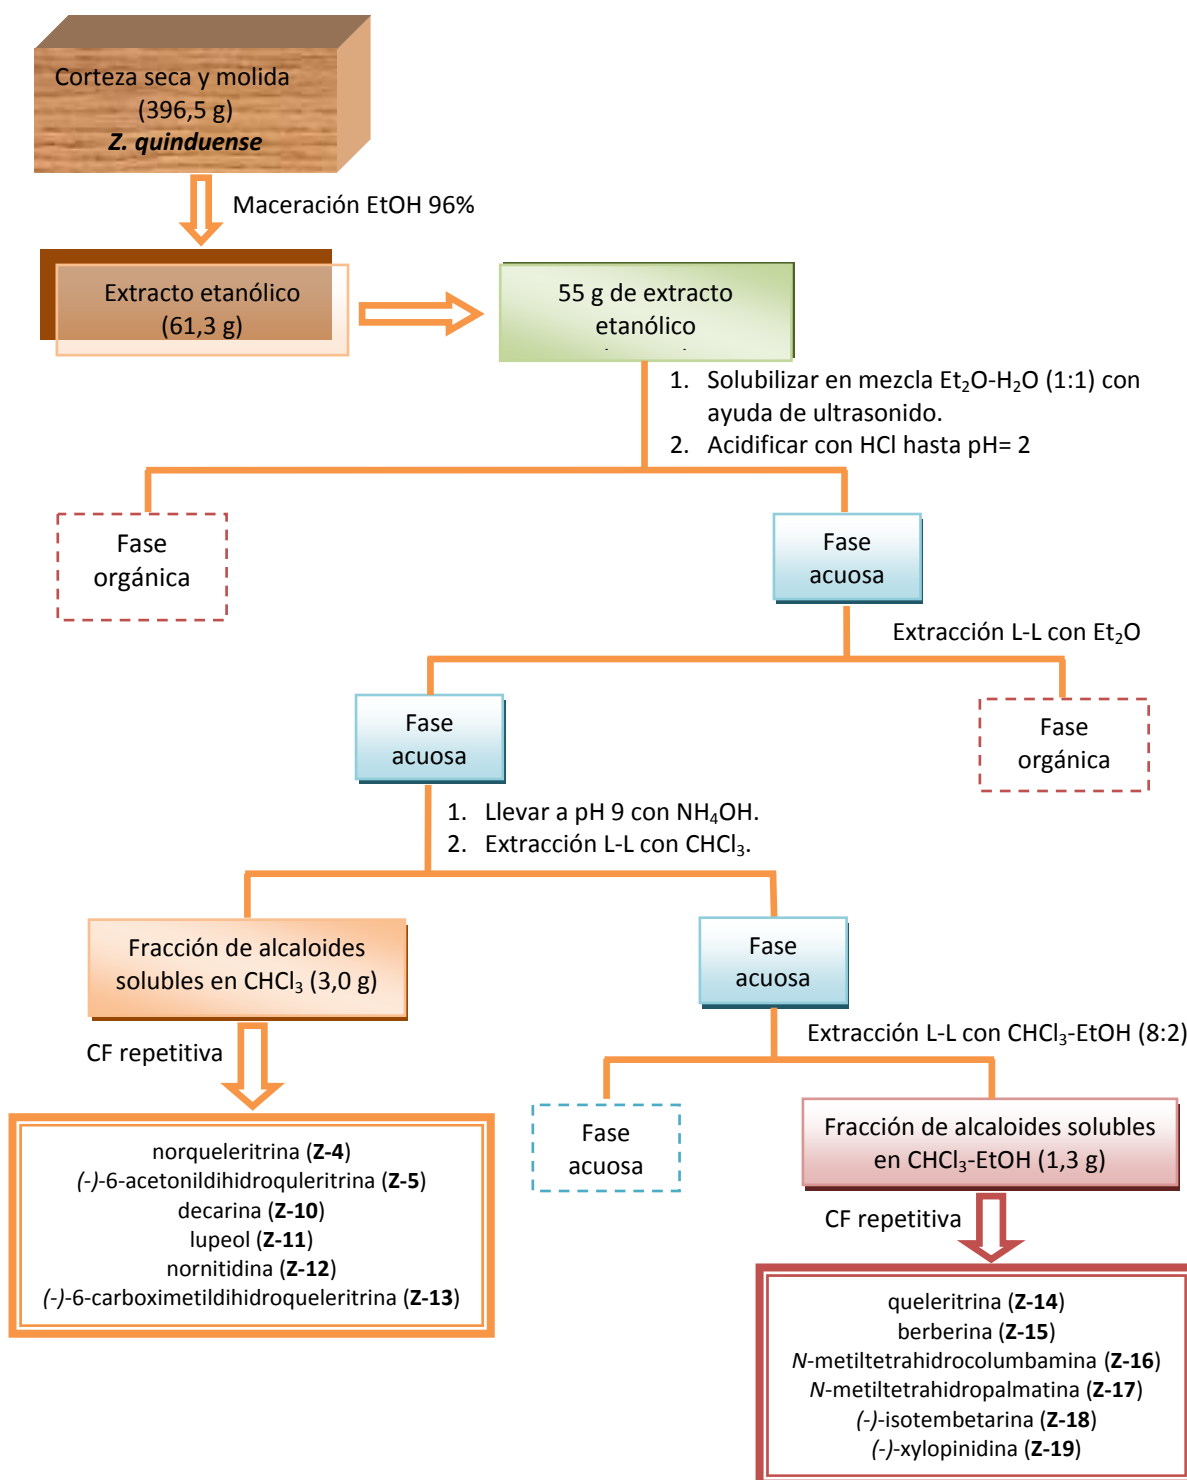 Corteza seca y molida
(396,5 g)
Z. quinduense
Maceración EtOH 96%
Extracto etanólico
(61,3 g)
55 g de extracto
etanólico
1. Solubilizar en mezcla Et₂O-H₂O (1:1) con
ayuda de ultrasonido.
2. Acidificar con HCl hasta pH= 2
Fase
orgánica
Fase
acuosa
Extracción L-L con Et₂O
Fase
acuosa
Fase
orgánica
1. Llevar a pH 9 con NH₄OH.
2. Extracción L-L con CHCl₃.
Fracción de alcaloides
solubles en CHCl₃ (3,0 g)
Fase
acuosa
CF repetitiva
Extracción L-L con CHCl₃-EtOH (8:2)
Fase
acuosa
Fracción de alcaloides solubles
en CHCl₃-EtOH (1,3 g)
CF repetitiva
norqueleritrina (Z-4)
(-)-6-acetonildihidroquleritrina (Z-5)
decarina (Z-10)
lupeol (Z-11)
nornitidina (Z-12)
(-)-6-carboximetildihidroqueleritrina (Z-13)
queleritrina (Z-14)
berberina (Z-15)
N-metiltetrahidrocolumbamina (Z-16)
N-metiltetrahidropalmatina (Z-17)
(-)-isotembetarina (Z-18)
(-)-xylopinidina (Z-19)